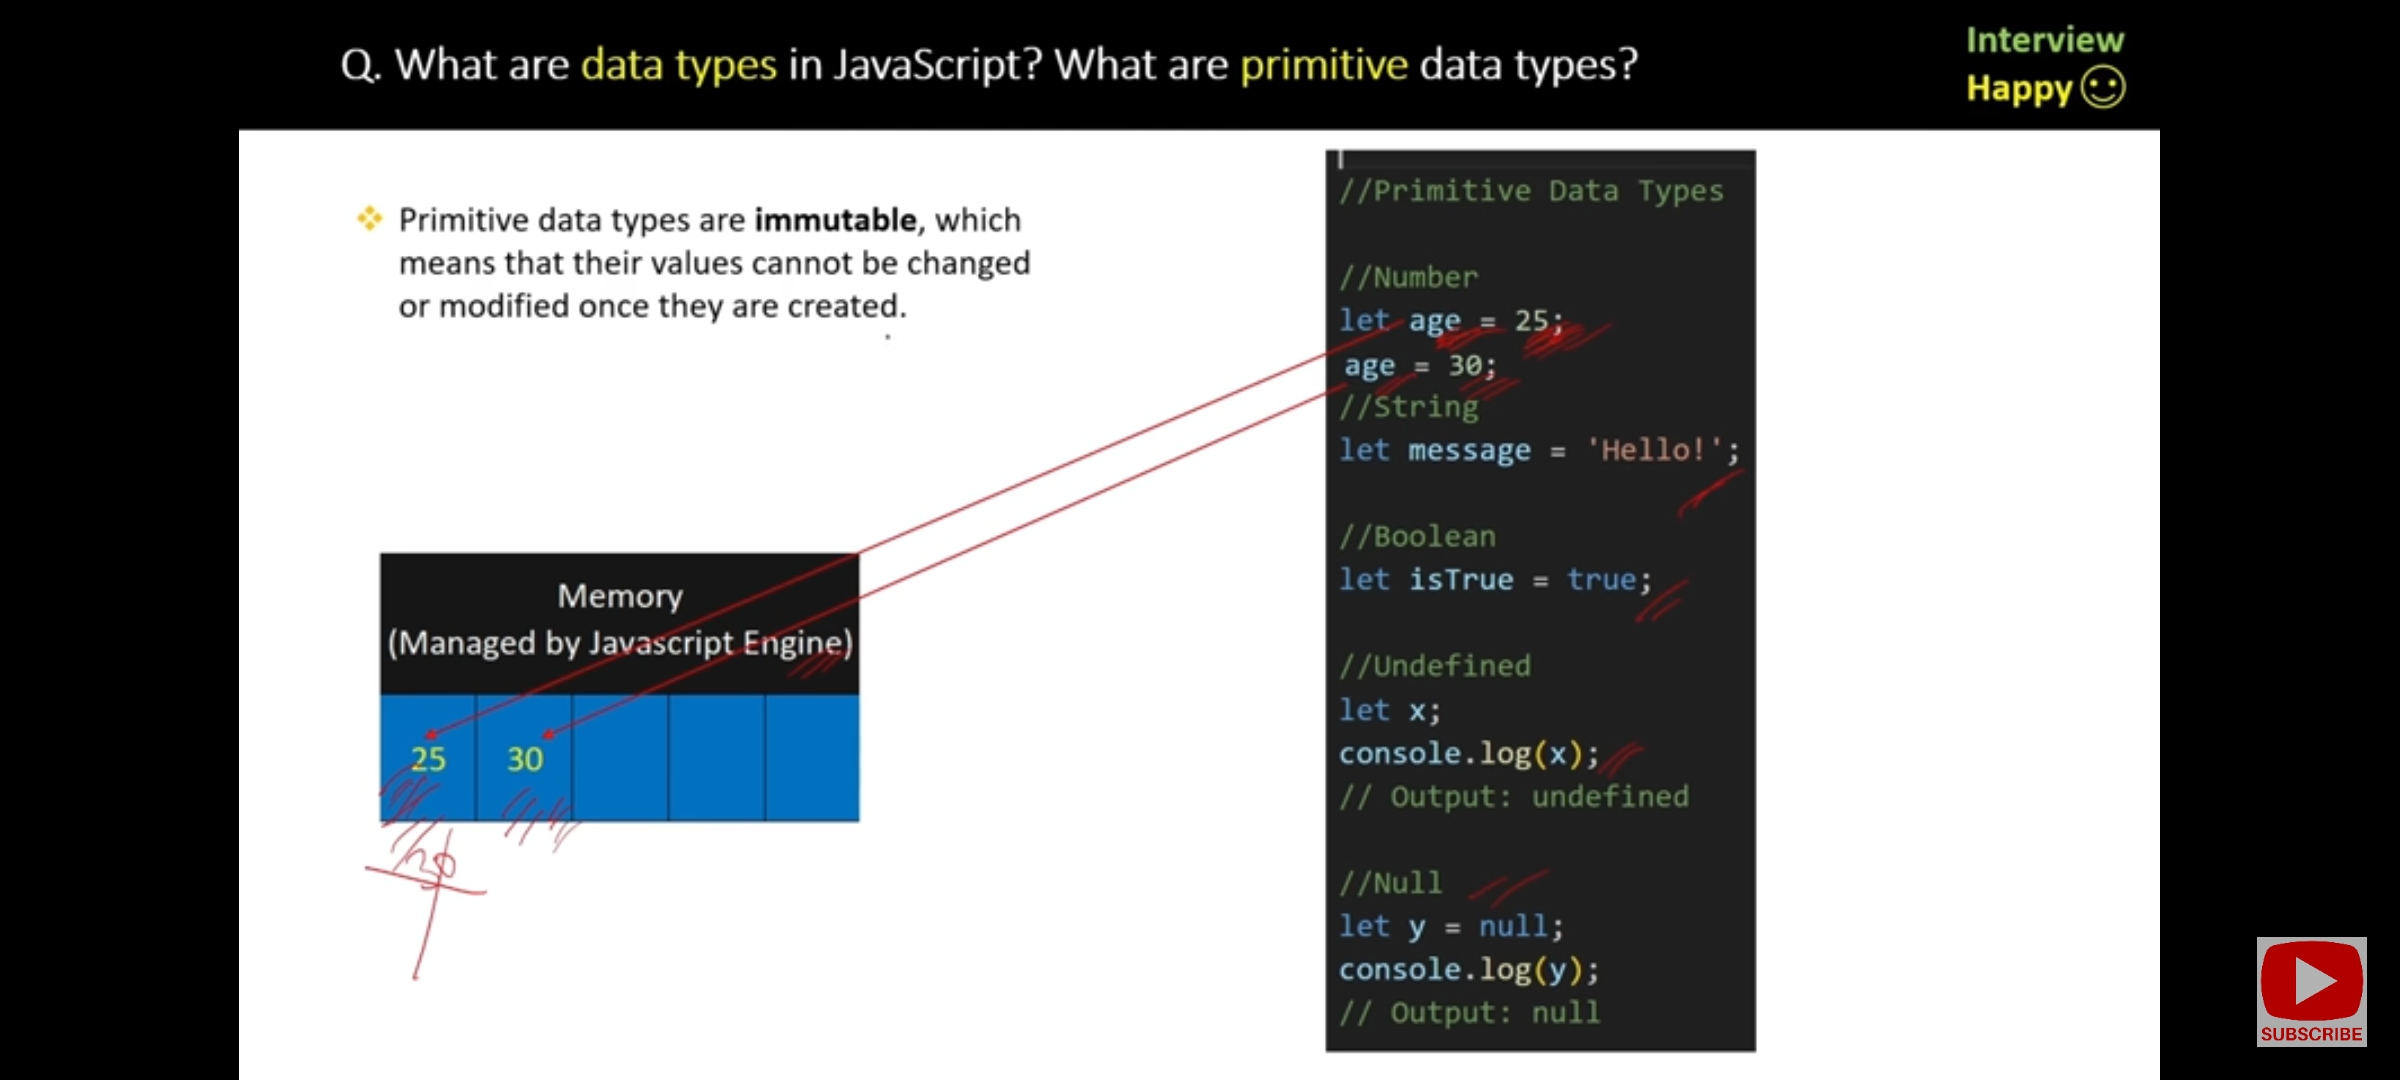 Q. What are data types in JavaScript? What are primitive data types?
Interview
Happy
Primitive data types are immutable, which
means that their values cannot be changed
or modified once they are created.
Memory
(Managed by Javascript Engine)
25 30
30
//Primitive Data Types
//Number
let age = 25;
age = 30;
//String
let message = 'Hello!';
//Boolean
let isTrue = true;
//Undefined
let x;
console.log(x);
// Output: undefined
//Null
let y = null;
console.log(y);
// Output: null
SUBSCRIBE